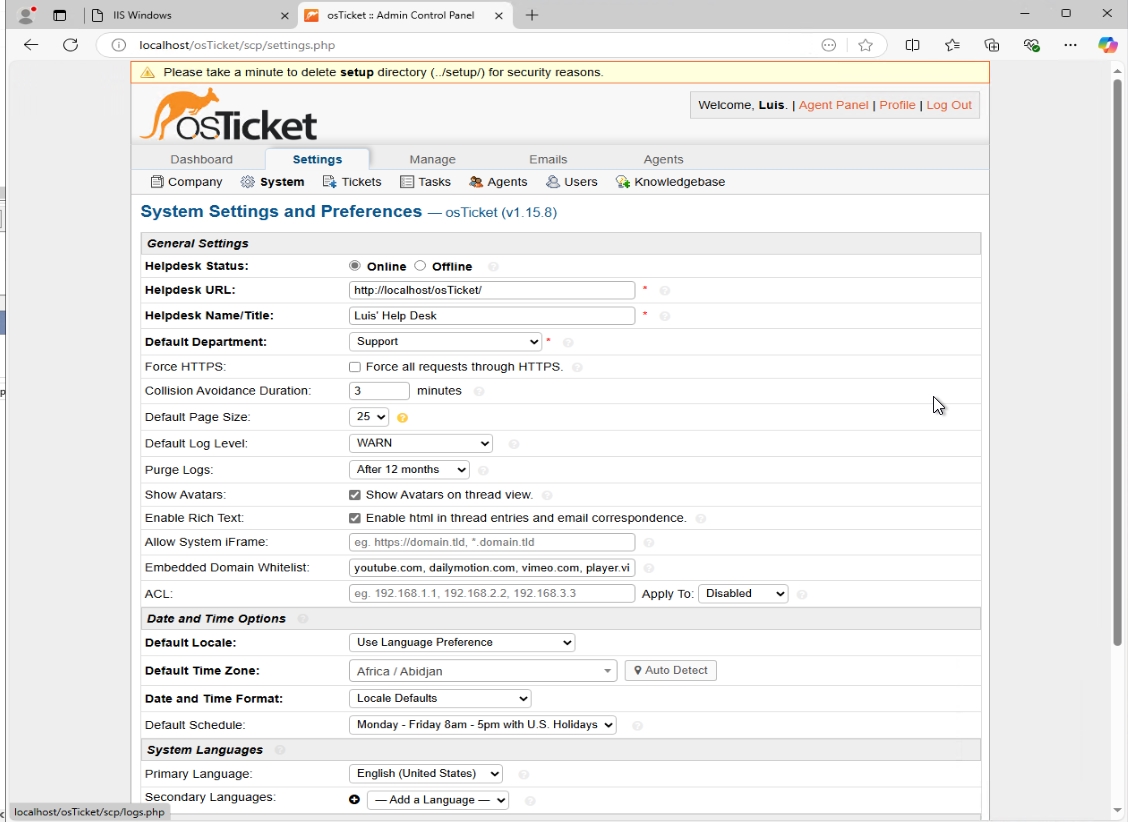 IIS Windows
osTicket :: Admin Control Panel
localhost/osTicket/scp/settings.php
Please take a minute to delete setup directory (../setup/) for security reasons.
osTicket
Welcome, Luis. | Agent Panel | Profile | Log Out
Dashboard Settings Manage Emails Agents
Company System Tickets Tasks Agents Users Knowledgebase
System Settings and Preferences — osTicket (v1.15.8)
General Settings
Helpdesk Status: Online Offline
Helpdesk URL: http://localhost/osTicket/ *
Helpdesk Name/Title: Luis' Help Desk *
Default Department: Support *
Force HTTPS: Force all requests through HTTPS.
Collision Avoidance Duration: 3 minutes
Default Page Size: 25
Default Log Level: WARN
Purge Logs: After 12 months
Show Avatars: Show Avatars on thread view.
Enable Rich Text: Enable html in thread entries and email correspondence.
Allow System iFrame: eg. https://domain.tld, *.domain.tld
Embedded Domain Whitelist: youtube.com, dailymotion.com, vimeo.com, player.vi
ACL: eg. 192.168.1.1, 192.168.2.2, 192.168.3.3 Apply To: Disabled
Date and Time Options
Default Locale: Use Language Preference
Default Time Zone: Africa / Abidjan Auto Detect
Date and Time Format: Locale Defaults
Default Schedule: Monday - Friday 8am - 5pm with U.S. Holidays
System Languages
Primary Language: English (United States)
Secondary Languages: — Add a Language —
localhost/osTicket/scp/logs.php